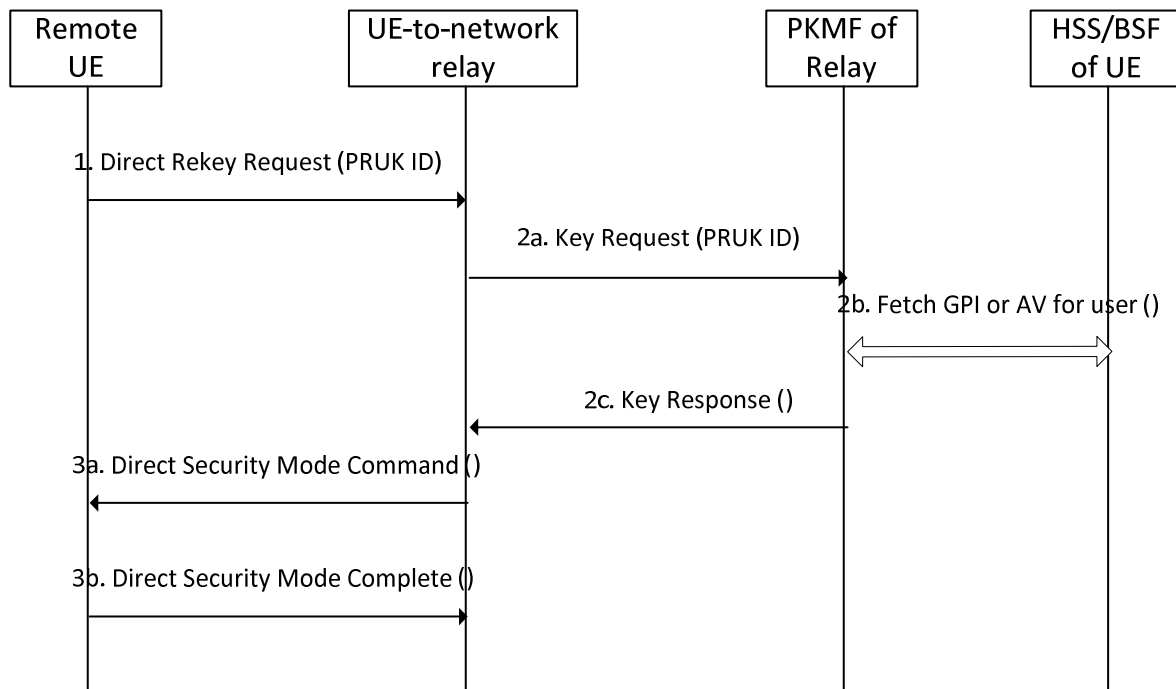 Remote
UE
UE-to-network
relay
PKMF of
Relay
HSS/BSF
of UE
1. Direct Rekey Request (PRUK ID)
2a. Key Request (PRUK ID)
2b. Fetch GPI or AV for user ()
2c. Key Response ()
3a. Direct Security Mode Command ()
3b. Direct Security Mode Complete ()